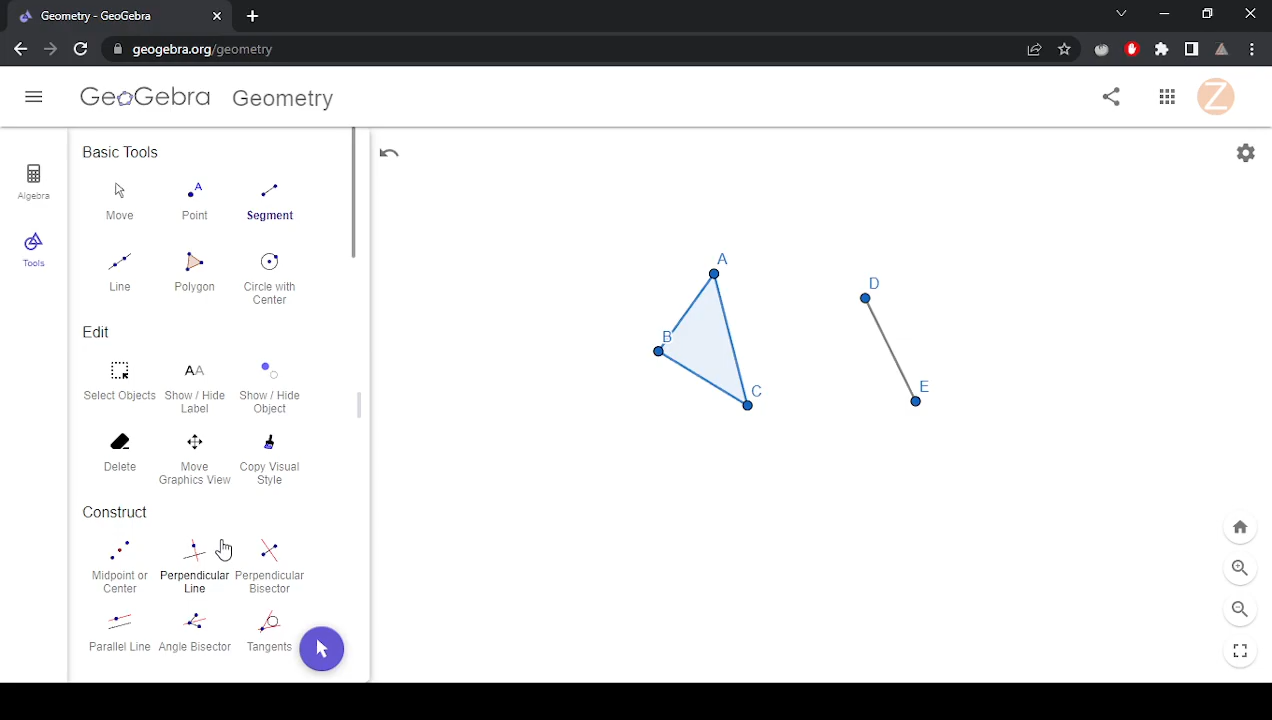 Geometry - GeoGebra
geogebra.org/geometry
GeoGebra Geometry
Z
Algebra
Tools
Basic Tools
Move Point Segment
Line Polygon Circle with
Center
Edit
Select Objects Show / Hide Show / Hide
Label Object
Delete Move Copy Visual
Graphics View Style
Construct
Midpoint or Perpendicular Perpendicular
Center Line Bisector
Parallel Line Angle Bisector Tangents
A
B
C
D
E